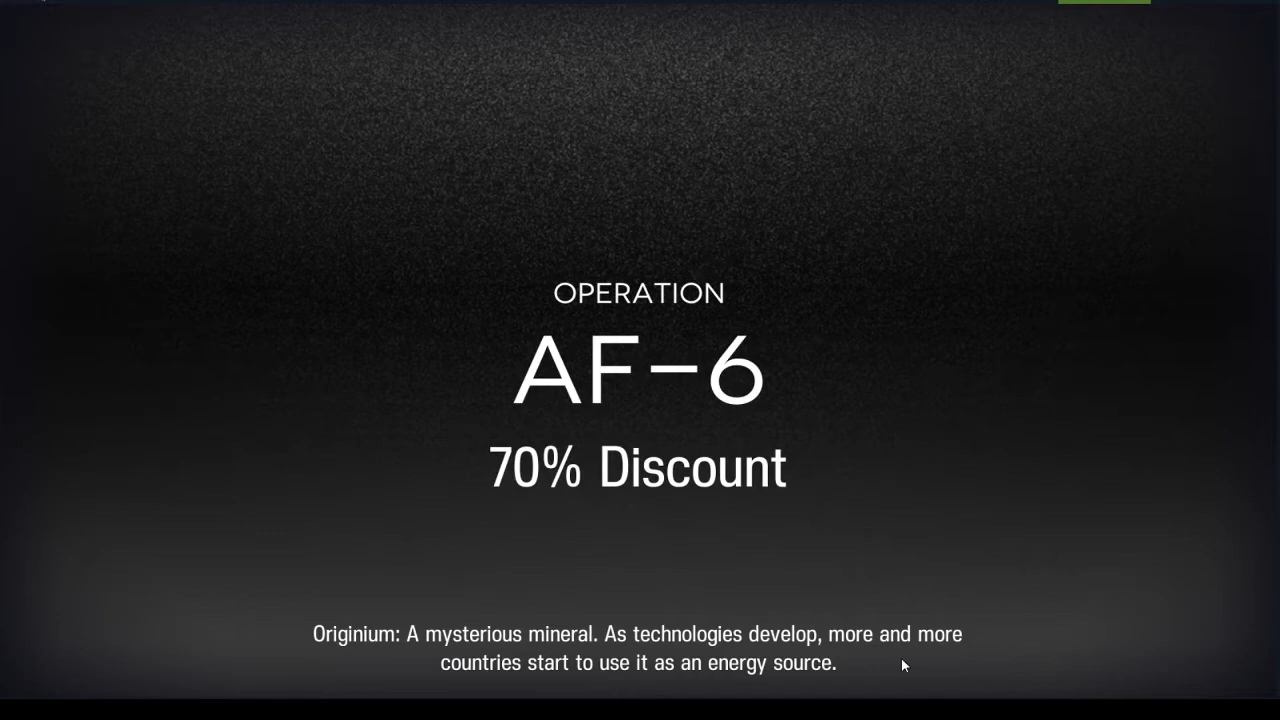 OPERATION
AF-6
70% Discount
Originium: A mysterious mineral. As technologies develop, more and more
countries start to use it as an energy source.